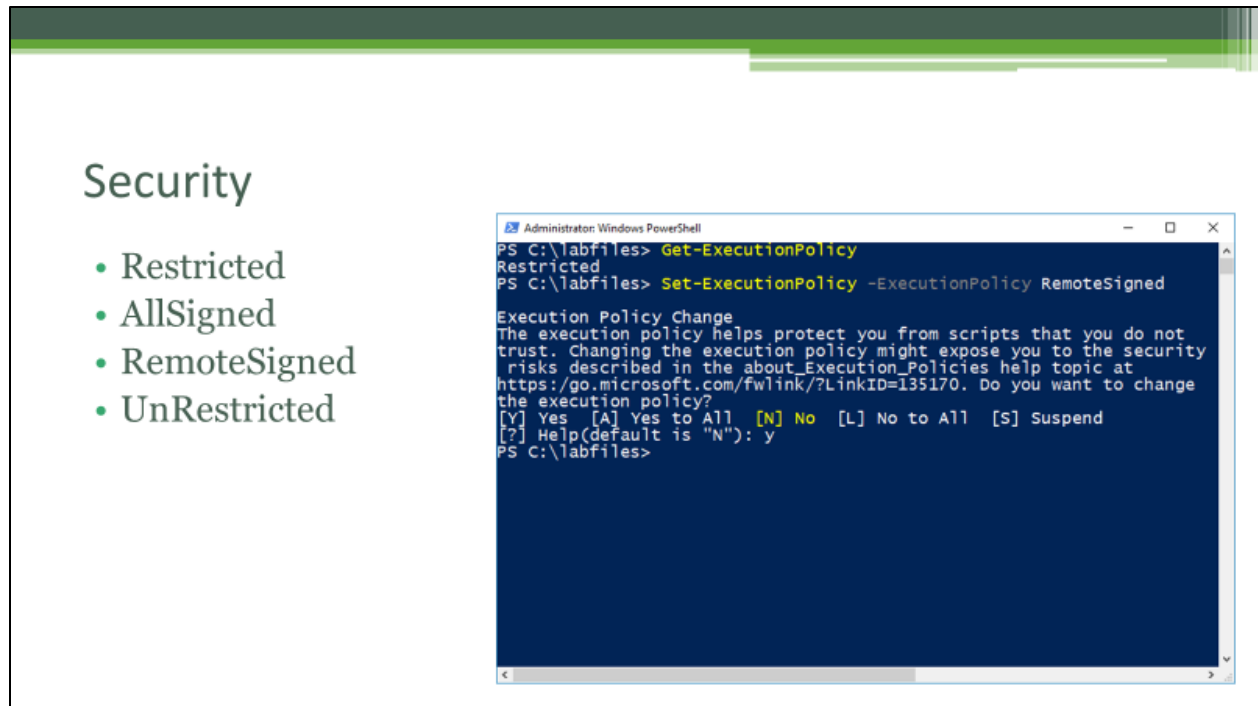 Security
• Restricted
• AllSigned
• RemoteSigned
• UnRestricted
Administrator: Windows PowerShell
PS C:\labfiles> Get-ExecutionPolicy
Restricted
PS C:\labfiles> Set-ExecutionPolicy -ExecutionPolicy RemoteSigned
Execution Policy Change
The execution policy helps protect you from scripts that you do not
trust. Changing the execution policy might expose you to the security
risks described in the about_Execution_Policies help topic at
https:/go.microsoft.com/fwlink/?LinkID=135170. Do you want to change
the execution policy?
[Y] Yes [A] Yes to All [N] No [L] No to All [S] Suspend
[?] Help(default is "N"): y
PS C:\labfiles>